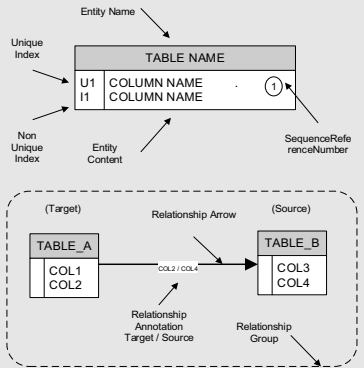 Entity Name
Unique
Index
TABLE NAME
U1 COLUMN NAME . 1
I1 COLUMN NAME
Non
Unique
Index
Entity
Content
SequenceRefe
renceNumber
(Target)
Relationship Arrow
(Source)
TABLE_A
TABLE_B
COL1
COL2
COL2 / COL4
COL3
COL4
Relationship
Annotation
Target / Source
Relationship
Group